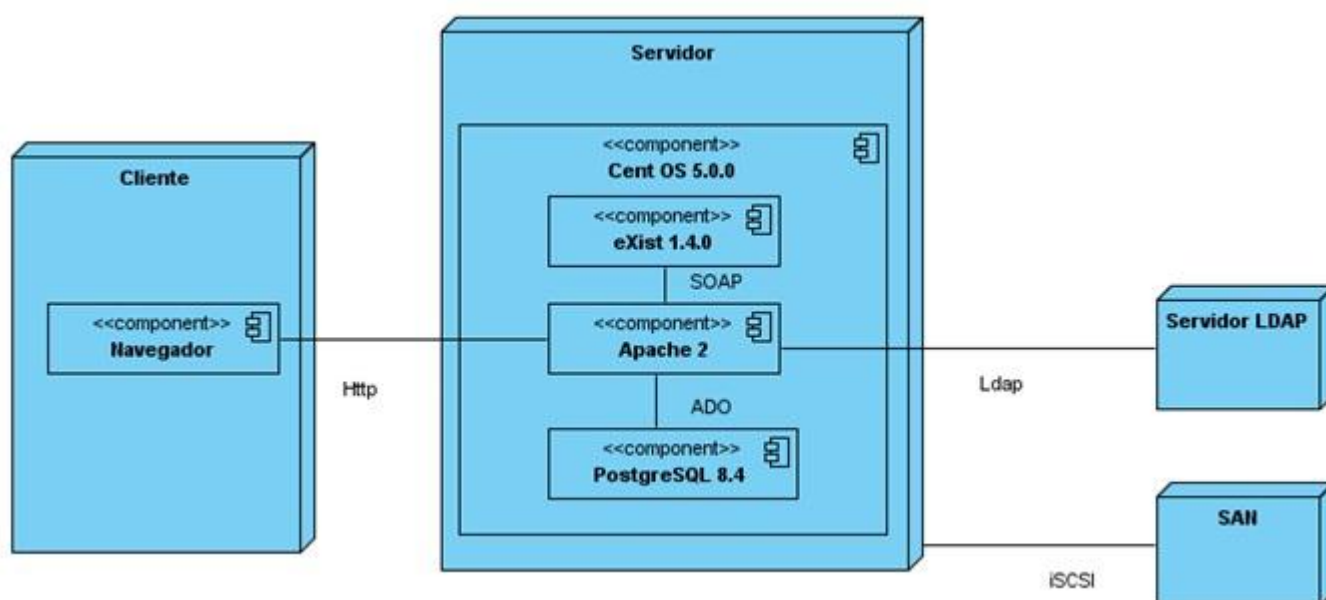 Servidor
<<component>>
Cent OS 5.0.0
<<component>>
eXist 1.4.0
SOAP
Cliente
<<component>>
Navegador
Http
<<component>>
Apache 2
ADO
<<component>>
PostgreSQL 8.4
Ldap
Servidor LDAP
iSCSI
SAN